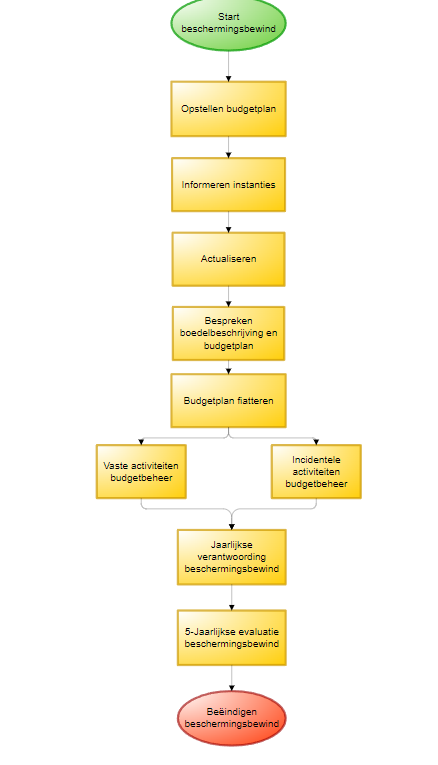 Start
beschermingsbewind
Opstellen budgetplan
Informeren instanties
Actualiseren
Bespreken
boedelbeschrijving en
budgetplan
Budgetplan fiatteren
Vaste activiteiten
budgetbeheer
Incidentele
activiteiten
budgetbeheer
Jaarlijkse
verantwoording
beschermingsbewind
5-Jaarlijkse evaluatie
beschermingsbewind
Beëindigen
beschermingsbewind